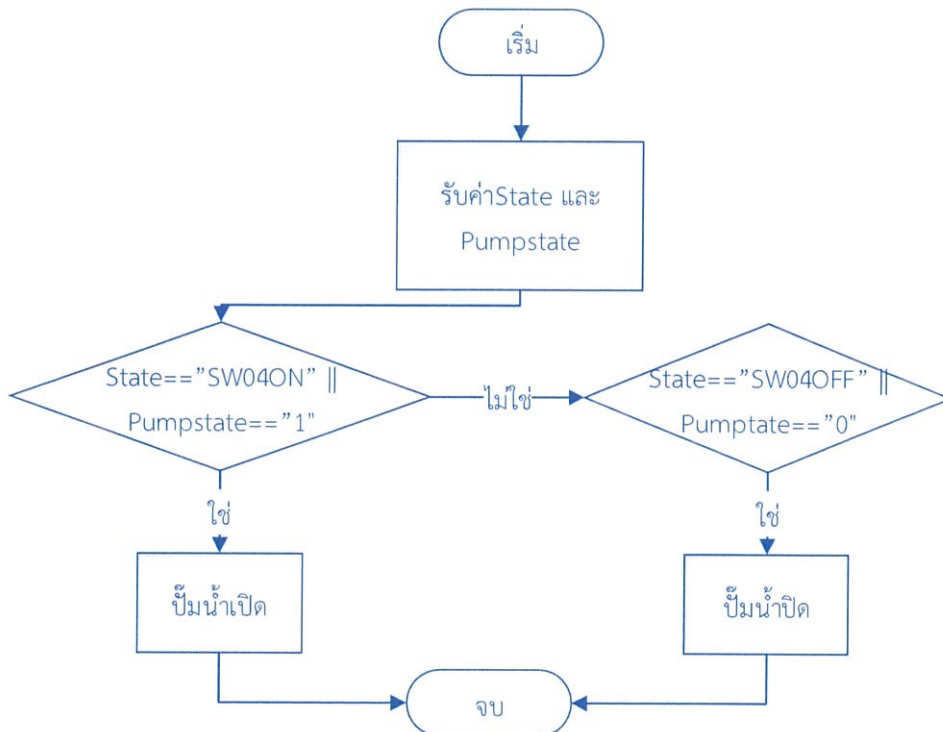 เริ่ม
รับค่าState และ
Pumpstate
State=="SW04ON" ||
Pumpstate=="1"
ไม่ใช่
State=="SW04OFF" ||
Pumptate=="0"
ใช่
ใช่
ปั๊มน้ำเปิด
ปั๊มน้ำปิด
จบ